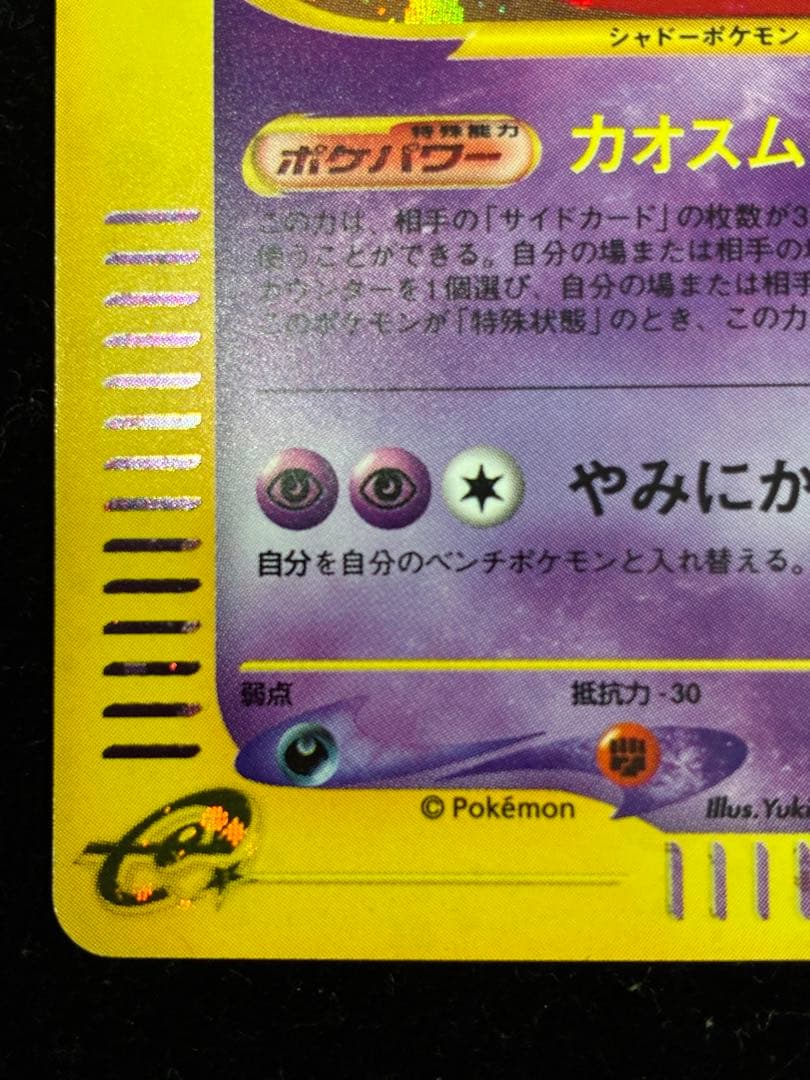 シャドーポケモン
特殊能力
ポケパワー カオスム
この力は、相手の「サイドカード」の枚数が3
使うことができる。自分の場または相手の
カウンターを1個選び、自分の場または相手
このポケモンが「特殊状態」のとき、この力
やみにか
自分を自分のベンチポケモンと入れ替える。
弱点 抵抗力 -30
© Pokémon Illus.Yuki
e